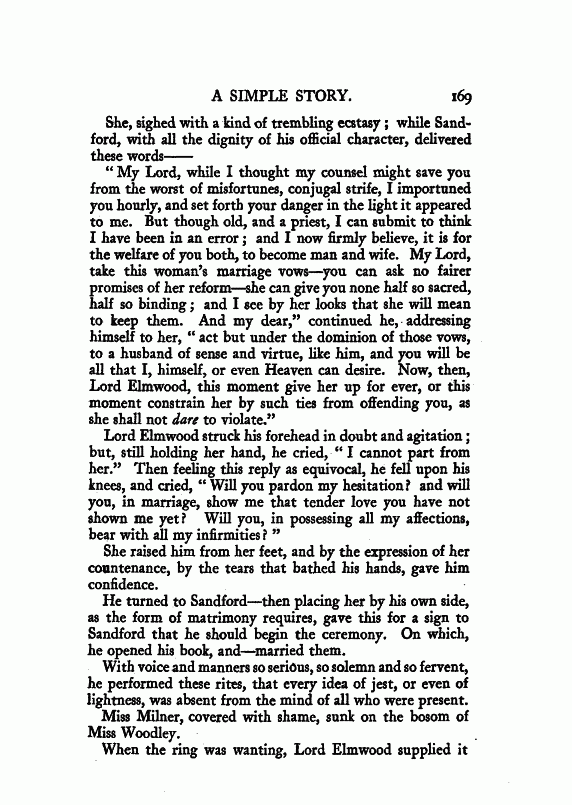 A SIMPLE STORY. 169
She, sighed with a kind of trembling ecstasy ; while Sand-
ford, with all the dignity of his official character, delivered
these words——
“ My Lord, while I thought my counsel might save you
from the worst of misfortunes, conjugal strife, I importuned
you hourly, and set forth your danger in the light it appeared
to me. But though old, and a priest, I can submit to think
I have been in an error ; and I now firmly believe, it is for
the welfare of you both, to become man and wife. My Lord,
take this woman’s marriage vows—you can ask no fairer
promises of her reform—she can give you none half so sacred,
half so binding ; and I see by her looks that she will mean
to keep them. And my dear,” continued he, addressing
himself to her, “ act but under the dominion of those vows,
to a husband of sense and virtue, like him, and you will be
all that I, himself, or even Heaven can desire. Now, then,
Lord Elmwood, this moment give her up for ever, or this
moment constrain her by such ties from offending you, as
she shall not dare to violate.”
Lord Elmwood struck his forehead in doubt and agitation ;
but, still holding her hand, he cried, “ I cannot part from
her.” Then feeling this reply as equivocal, he fell upon his
knees, and cried, “ Will you pardon my hesitation? and will
you, in marriage, show me that tender love you have not
shown me yet? Will you, in possessing all my affections,
bear with all my infirmities? ”
She raised him from her feet, and by the expression of her
countenance, by the tears that bathed his hands, gave him
confidence.
He turned to Sandford—then placing her by his own side,
as the form of matrimony requires, gave this for a sign to
Sandford that he should begin the ceremony. On which,
he opened his book, and—married them.
With voice and manners so serious, so solemn and so fervent,
he performed these rites, that every idea of jest, or even of
lightness, was absent from the mind of all who were present.
Miss Milner, covered with shame, sunk on the bosom of
Miss Woodley.
When the ring was wanting, Lord Elmwood supplied it